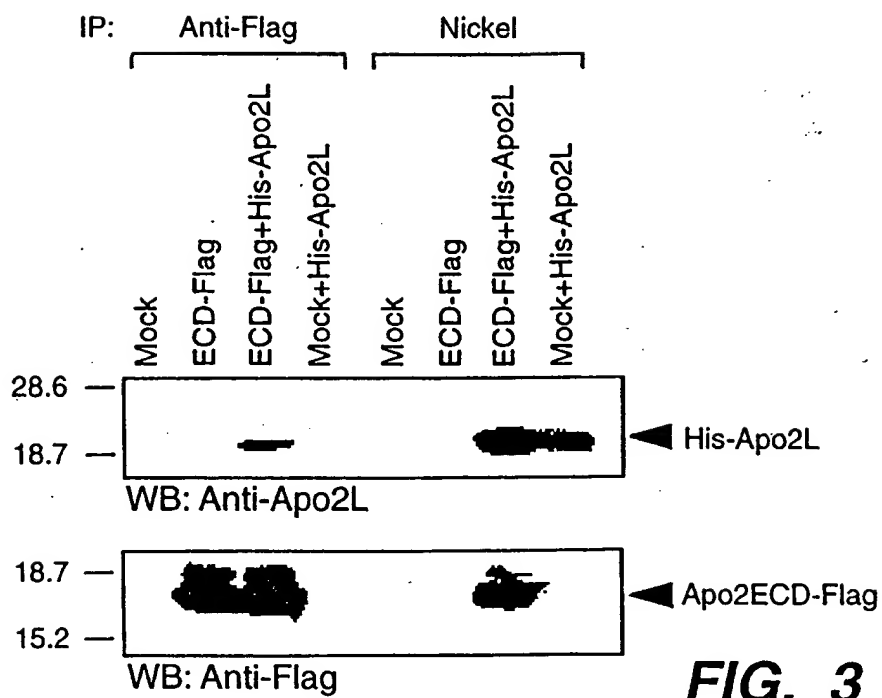 IP: Anti-Flag Nickel
Mock
ECD-Flag
ECD-Flag+His-Apo2L
Mock+His-Apo2L
Mock
ECD-Flag
ECD-Flag+His-Apo2L
Mock+His-Apo2L
28.6
18.7
His-Apo2L
WB: Anti-Apo2L
18.7
15.2
Apo2ECD-Flag
WB: Anti-Flag
FIG. 3